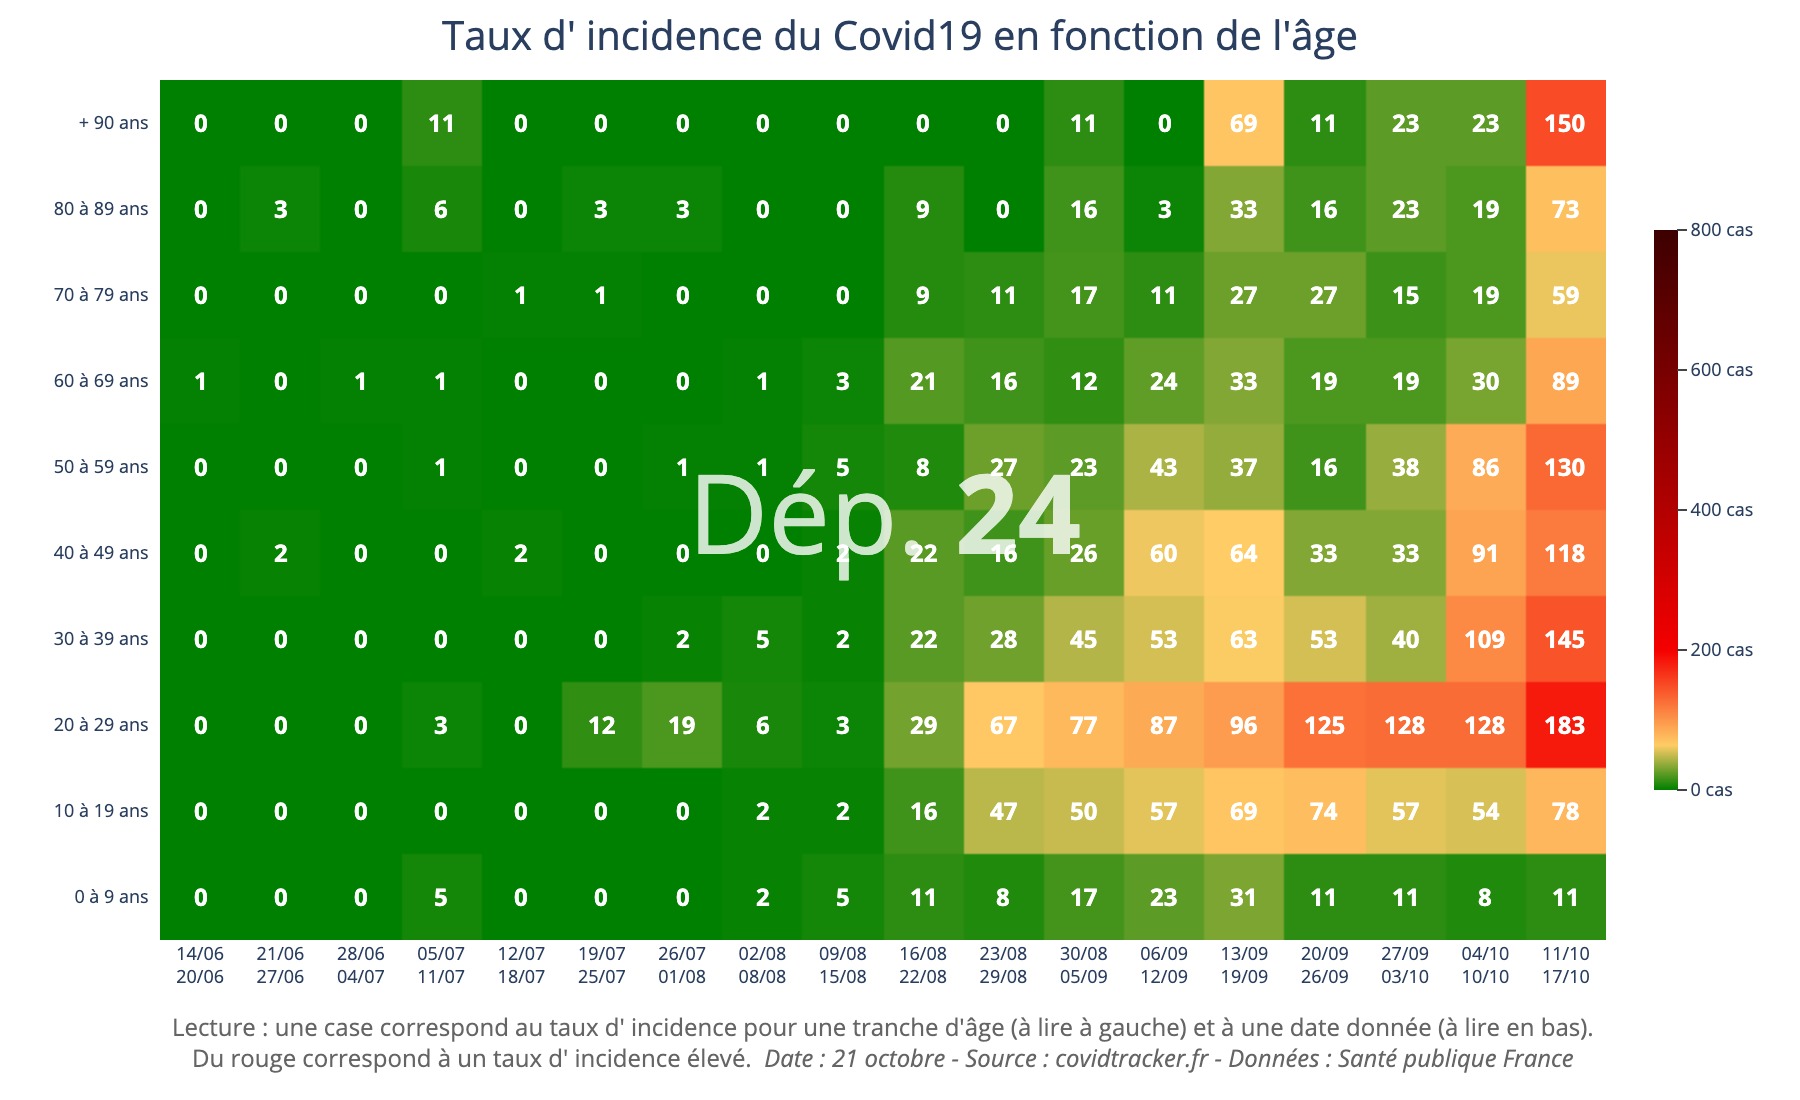 Taux d' incidence du Covid19 en fonction de l'âge
+ 90 ans 0 0 0 11 0 0 0 0 0 0 0 11 0 69 11 23 23 150
80 à 89 ans 0 3 0 6 0 3 3 0 0 9 0 16 3 33 16 23 19 73
70 à 79 ans 0 0 0 0 1 1 0 0 0 9 11 17 11 27 27 15 19 59
60 à 69 ans 1 0 1 1 0 0 0 1 3 21 16 12 24 33 19 19 30 89
50 à 59 ans 0 0 0 1 0 0 1 1 5 8 27 23 43 37 16 38 86 130
Dép. 24
40 à 49 ans 0 2 0 0 2 0 0 0 2 22 16 26 60 64 33 33 91 118
30 à 39 ans 0 0 0 0 0 0 2 5 2 22 28 45 53 63 53 40 109 145
20 à 29 ans 0 0 0 3 0 12 19 6 3 29 67 77 87 96 125 128 128 183
10 à 19 ans 0 0 0 0 0 0 0 2 2 16 47 50 57 69 74 57 54 78
0 à 9 ans 0 0 0 5 0 0 0 2 5 11 8 17 23 31 11 11 8 11
14/06 21/06 28/06 05/07 12/07 19/07 26/07 02/08 09/08 16/08 23/08 30/08 06/09 13/09 20/09 27/09 04/10 11/10
20/06 27/06 04/07 11/07 18/07 25/07 01/08 08/08 15/08 22/08 29/08 05/09 12/09 19/09 26/09 03/10 10/10 17/10
800 cas
600 cas
400 cas
200 cas
0 cas
Lecture : une case correspond au taux d' incidence pour une tranche d'âge (à lire à gauche) et à une date donnée (à lire en bas).
Du rouge correspond à un taux d' incidence élevé. Date : 21 octobre - Source : covidtracker.fr - Données : Santé publique France